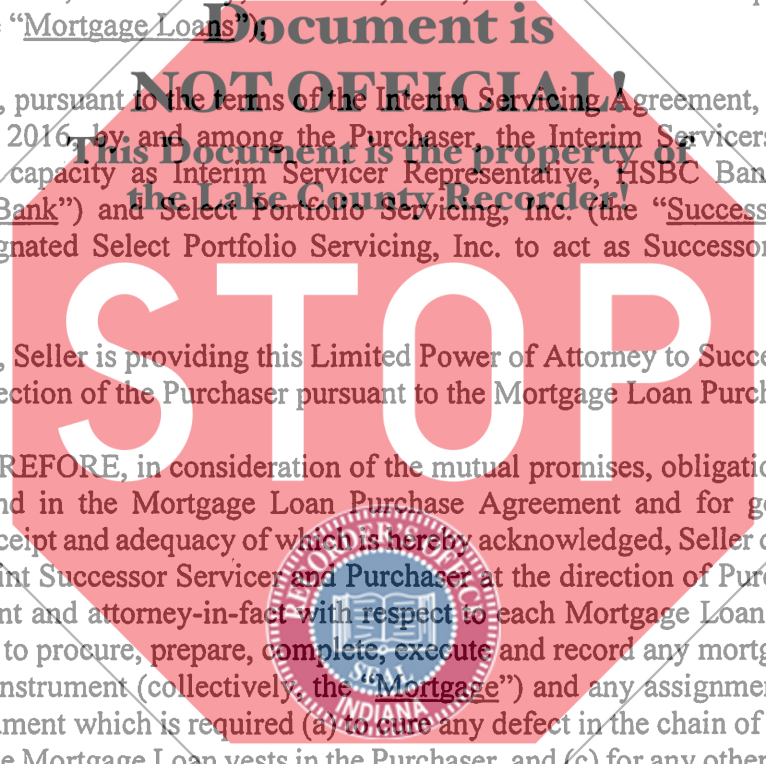 "Mortgage Loans");
Document is
NOT OFFICIAL!
, pursuant to the terms of the Interim Servicing Agreement,
This Document is the property of
2016, by and among the Purchaser, the Interim Servicers
the Lake County Recorder!
capacity as Interim Servicer Representative, HSBC Ban
Bank") and Select Portfolio Servicing, Inc. (the "Success
gnated Select Portfolio Servicing, Inc. to act as Successor
STOP
, Seller is providing this Limited Power of Attorney to Succe
ection of the Purchaser pursuant to the Mortgage Loan Purch
REFORE, in consideration of the mutual promises, obligatio
nd in the Mortgage Loan Purchase Agreement and for g
ceipt and adequacy of which is hereby acknowledged, Seller
int Successor Servicer and Purchaser at the direction of Pur
nt and attorney-in-fact with respect to each Mortgage Loan
to procure, prepare, complete, execute and record any mortg
nstrument (collectively, the "Mortgage") and any assignme
ument which is required (a) to cure any defect in the chain of
e Mortgage Loan vests in the Purchaser, and (c) for any other
RECORDER'S OFFICE
SEAL
INDIANA